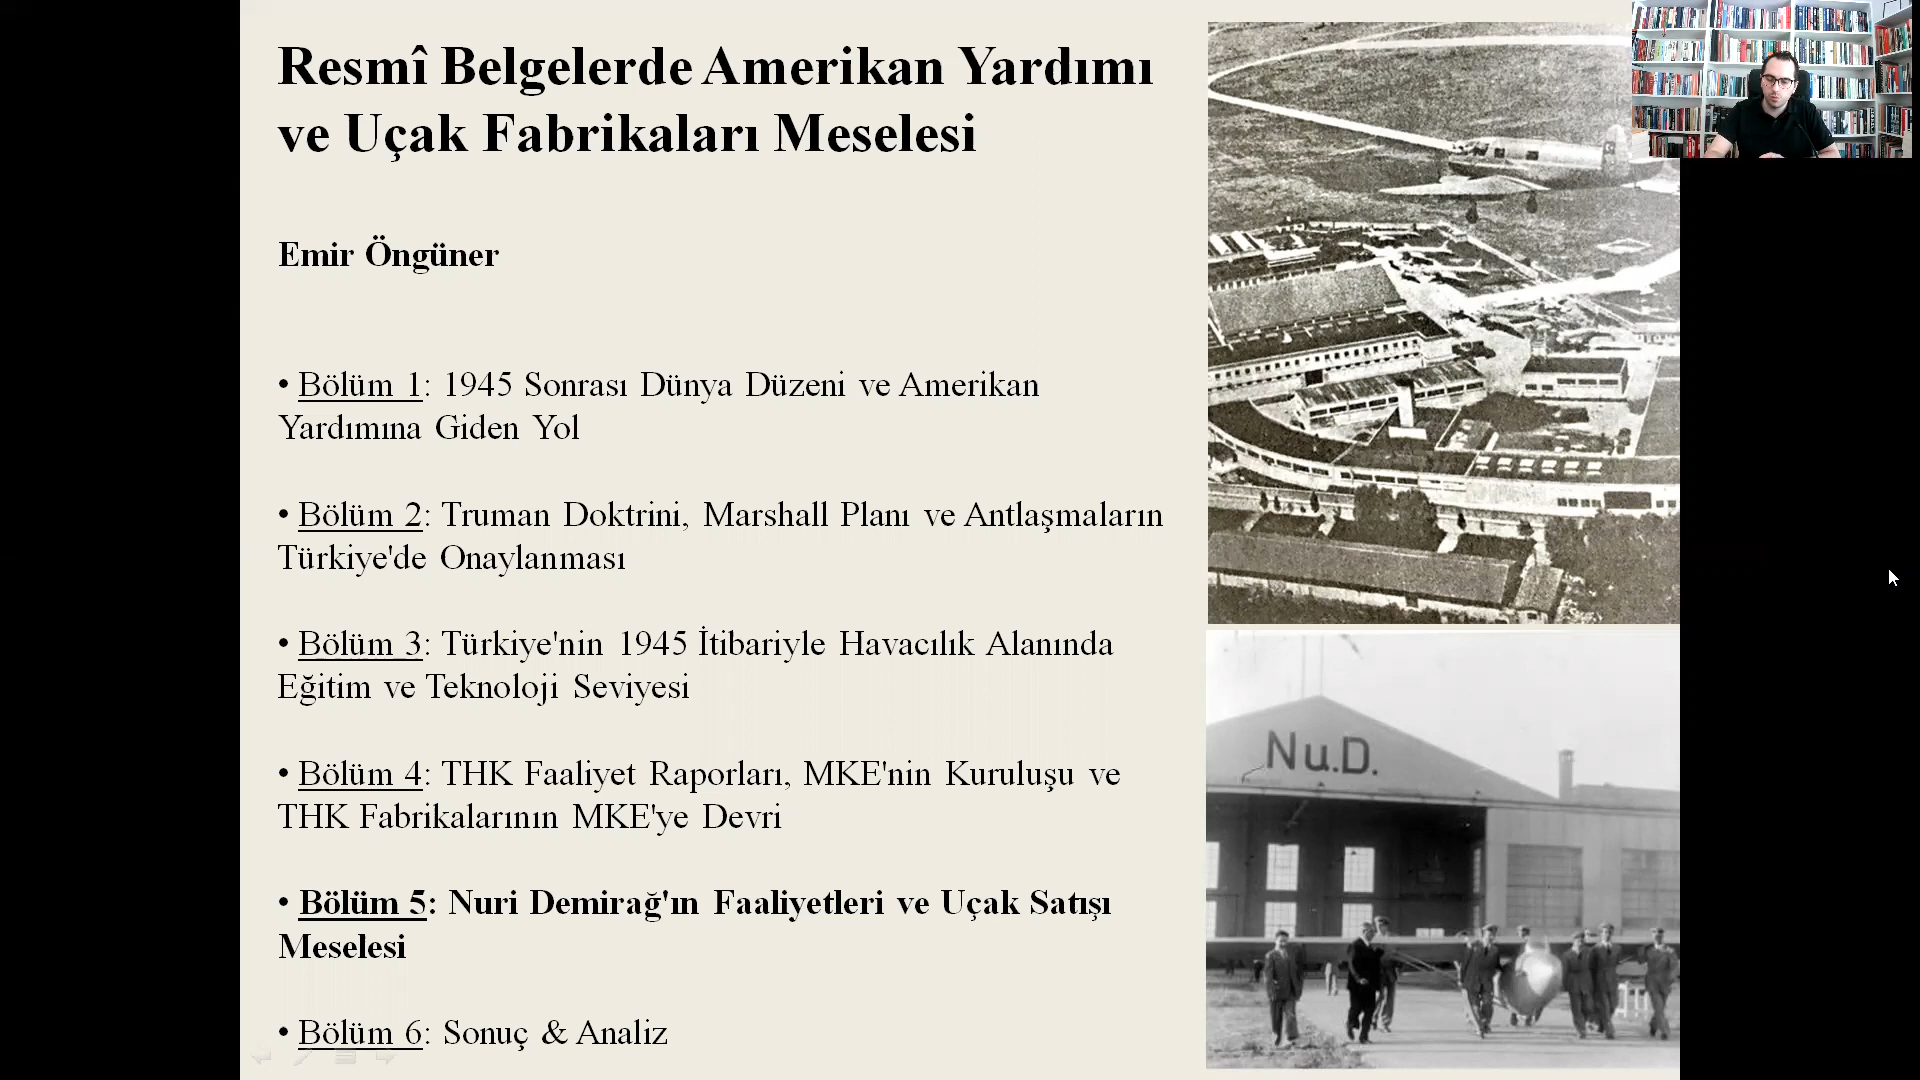 Resmî Belgelerde Amerikan Yardımı
ve Uçak Fabrikaları Meselesi
Emir Öngüner
• Bölüm 1: 1945 Sonrası Dünya Düzeni ve Amerikan
Yardımına Giden Yol
• Bölüm 2: Truman Doktrini, Marshall Planı ve Antlaşmaların
Türkiye'de Onaylanması
• Bölüm 3: Türkiye'nin 1945 İtibariyle Havacılık Alanında
Eğitim ve Teknoloji Seviyesi
• Bölüm 4: THK Faaliyet Raporları, MKE'nin Kuruluşu ve
THK Fabrikalarının MKE'ye Devri
• Bölüm 5: Nuri Demirağ'ın Faaliyetleri ve Uçak Satışı
Meselesi
• Bölüm 6: Sonuç & Analiz
Nu.D.